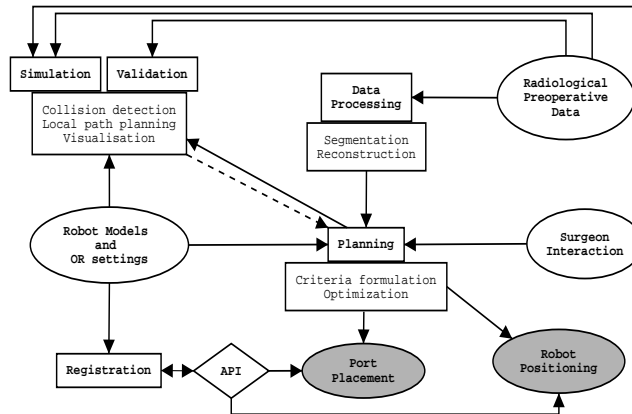 Simulation
Validation
Data
Processing
Radiological
Preoperative
Data
Collision detection
Local path planning
Visualisation
Segmentation
Reconstruction
Robot Models
and
OR settings
Planning
Surgeon
Interaction
Criteria formulation
Optimization
Registration
API
Port
Placement
Robot
Positioning